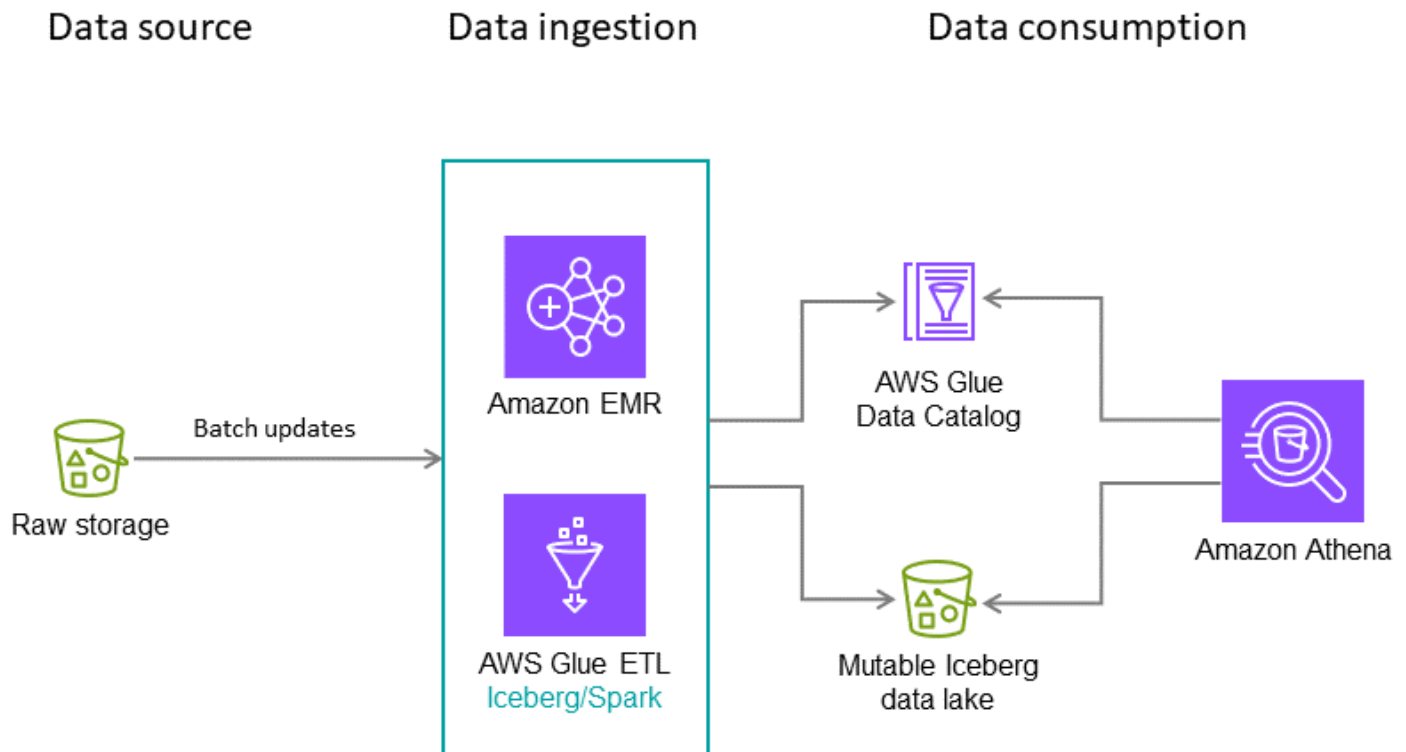 Data source
Data ingestion
Data consumption
Amazon EMR
AWS Glue
Data Catalog
Batch updates
Raw storage
Amazon Athena
AWS Glue ETL
Iceberg/Spark
Mutable Iceberg
data lake